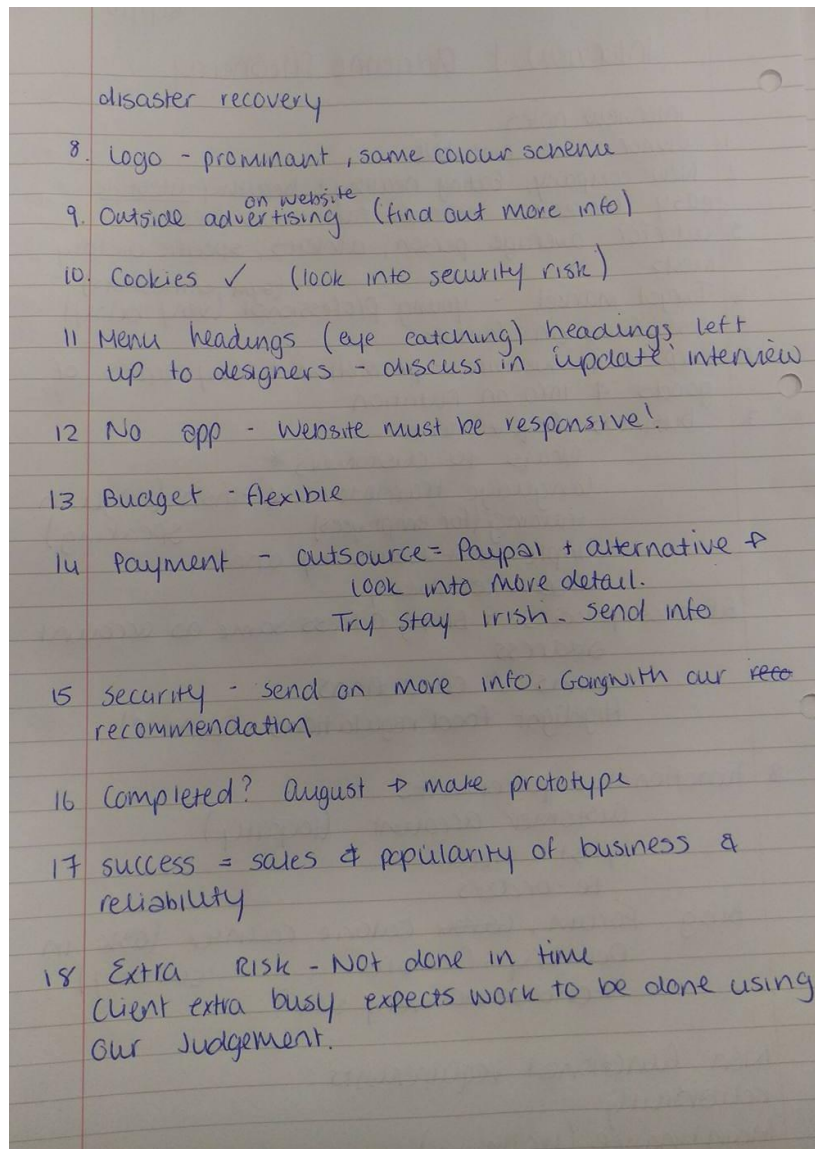 disaster recovery
8. Logo - prominant, same colour scheme
on website
9. Outside advertising (find out more info)
10. Cookies ✓ (look into security risk)
11 Menu headings (eye catching) headings left
up to designers - discuss in 'update' interview
12 No app - Website must be responsive!
13 Budget - flexible
14 Payment - outsource = Paypal + alternative →
look into more detail.
Try stay irish - send info
15 Security - send on more info. Going with our reco
recommendation
16 Completed? August → make prototype
17 success = sales & popularity of business &
reliability
18 Extra Risk - Not done in time
Client extra busy expects work to be done using
our Judgement.